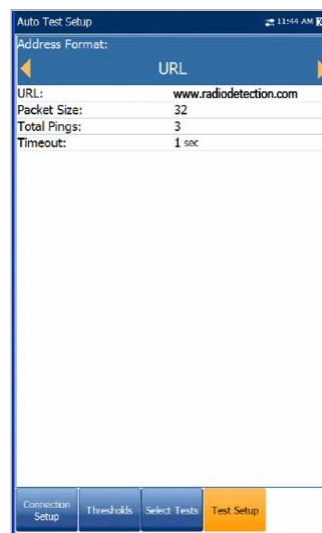 Auto Test Setup 11:44 AM
Address Format:
URL
URL: www.radiodetection.com
Packet Size: 32
Total Pings: 3
Timeout: 1 sec
Connection Setup
Thresholds
Select Tests
Test Setup